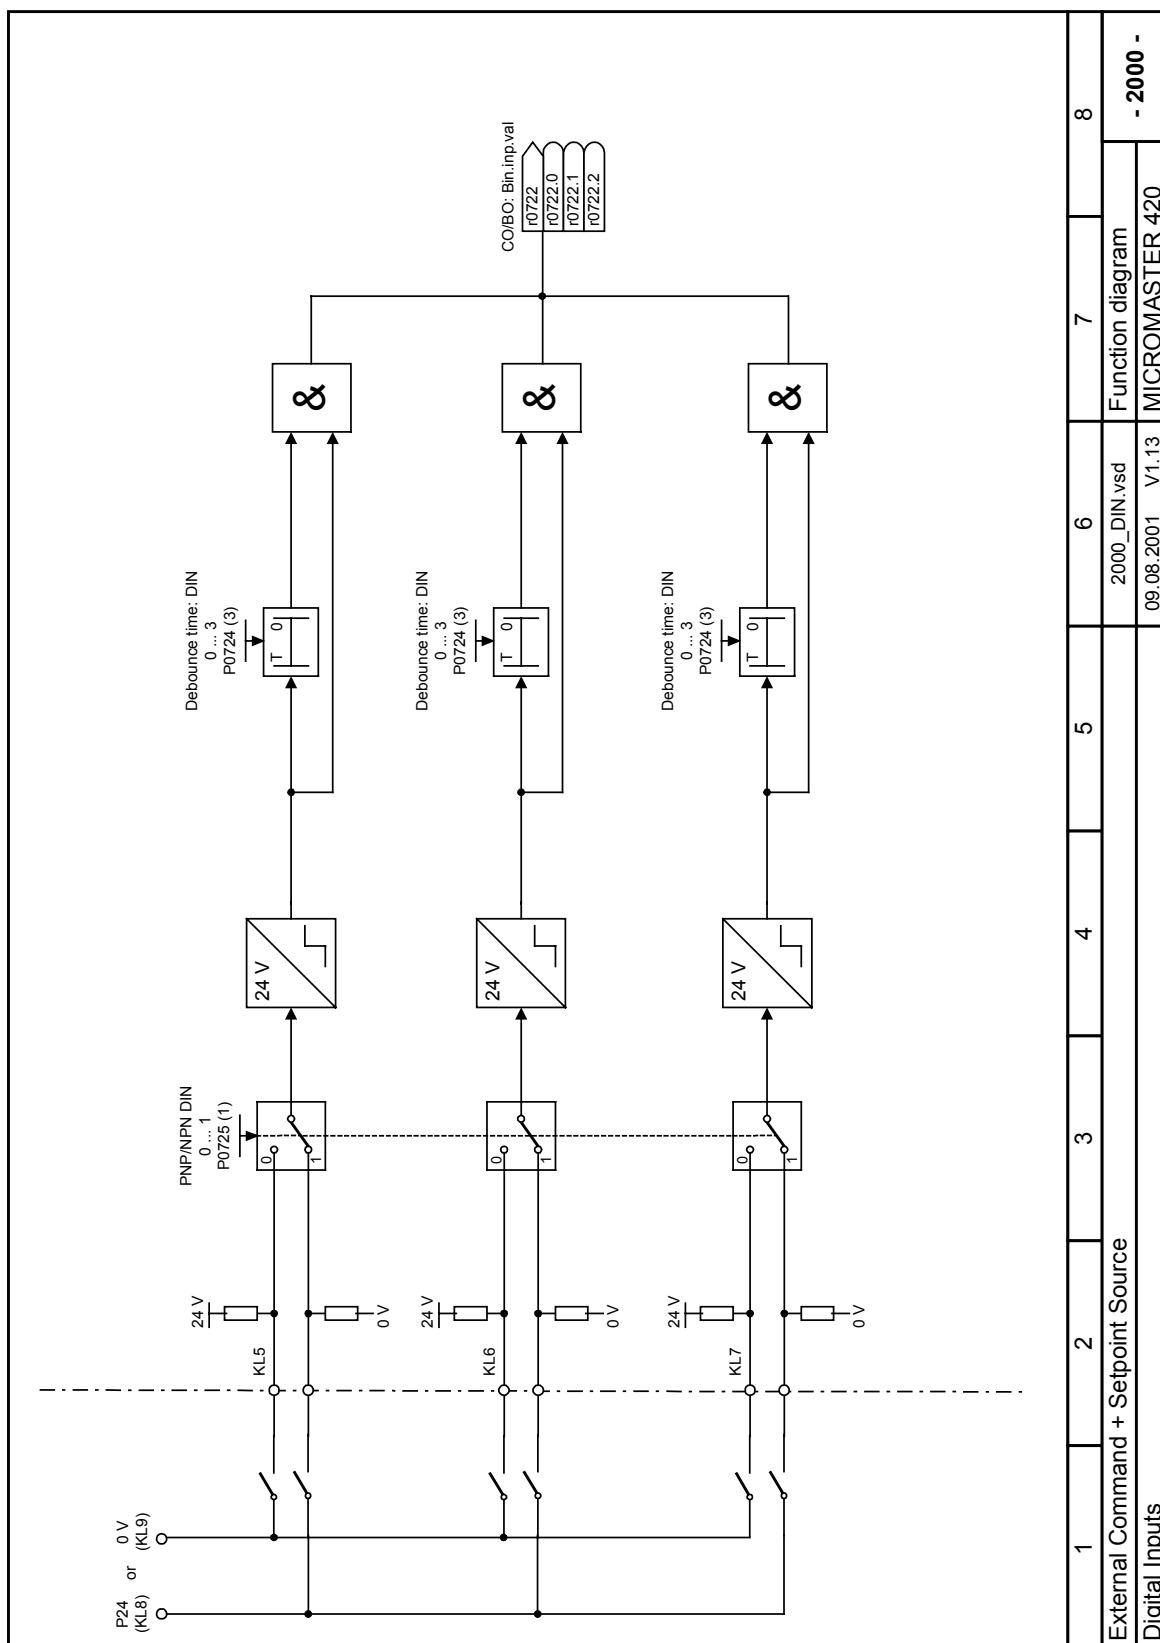 P24
(KL8)
or
0 V
(KL9)
KL5
24 V
0 V
PNP/NPN DIN
0 ... 1
P0725 (1)
0
1
24 V
Debounce time: DIN
0 ... 3
P0724 (3)
T 0
&
KL6
24 V
0 V
0
1
24 V
Debounce time: DIN
0 ... 3
P0724 (3)
T 0
&
KL7
24 V
0 V
0
1
24 V
Debounce time: DIN
0 ... 3
P0724 (3)
T 0
&
CO/BO: Bin.inp.val
r0722
r0722.0
r0722.1
r0722.2
1 2 3 4 5 6 7 8
External Command + Setpoint Source
2000_DIN.vsd
Function diagram
- 2000 -
Digital Inputs
09.08.2001 V1.13
MICROMASTER 420